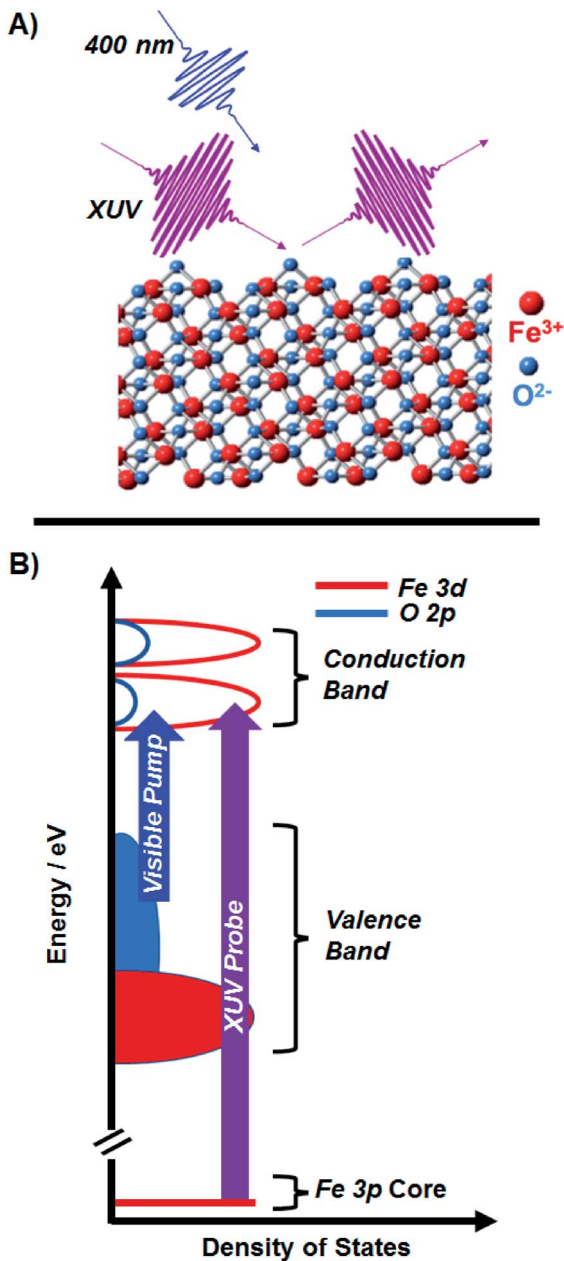 A)
400 nm
XUV
Fe³⁺
O²⁻
B)
Fe 3d
O 2p
Conduction
Band
Visible Pump
XUV Probe
Valence
Band
Energy / eV
Fe 3p Core
Density of States